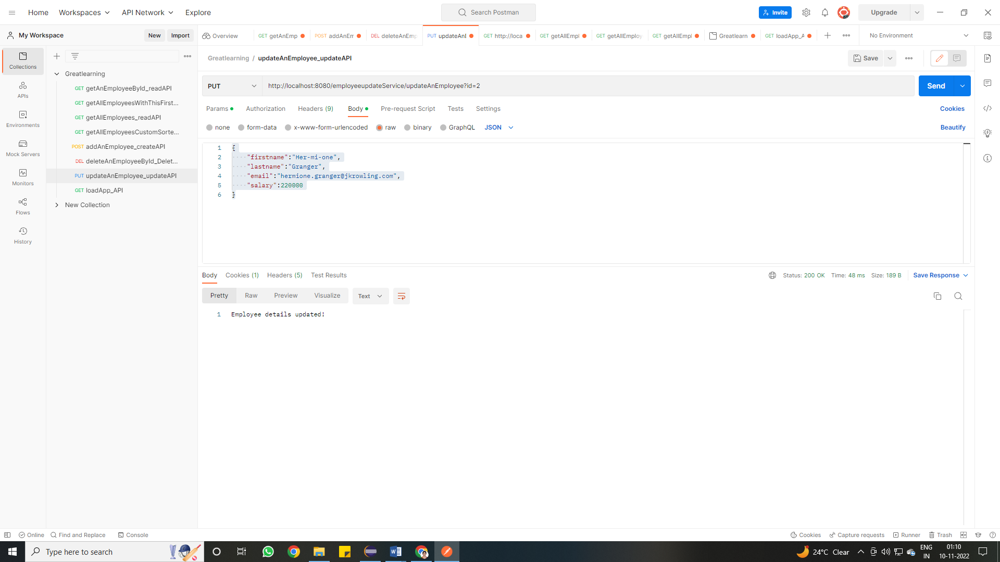 Home Workspaces API Network Explore Search Postman Invite Upgrade
My Workspace New Import Overview GET getAnEmp POST addAnEm DEL deleteAnEmp PUT updateAnE GET http://loca GET getAllEmpl GET getAllEmploy GET getAllEmpl Greatlearn GET loadApp_A No Environment
Collections
APIs
Environments
Mock Servers
Monitors
Flows
History
Greatlearning
GET getAnEmployeeById_readAPI
GET getAllEmployeesWithThisFirst...
GET getAllEmployees_readAPI
GET getAllEmployeesCustomSorte...
POST addAnEmployee_createAPI
DEL deleteAnEmployeeById_Delet...
PUT updateAnEmployee_updateAPI
GET loadApp_API
New Collection
Greatlearning / updateAnEmployee_updateAPI Save
PUT http://localhost:8080/employeeupdateService/updateAnEmployee?id=2 Send
Params Authorization Headers (9) Body Pre-request Script Tests Settings Cookies
none form-data x-www-form-urlencoded raw binary GraphQL JSON Beautify
1 {
2 "firstname":"Her-mi-one",
3 "lastname":"Granger",
4 "email":"hermione.granger@jkrowling.com",
5 "salary":220000
6 }
Body Cookies (1) Headers (5) Test Results Status: 200 OK Time: 48 ms Size: 189 B Save Response
Pretty Raw Preview Visualize Text
1 Employee details updated!
Online Find and Replace Console Cookies Capture requests Runner Trash
Type here to search 24°C Clear ENG IN 01:10 10-11-2022